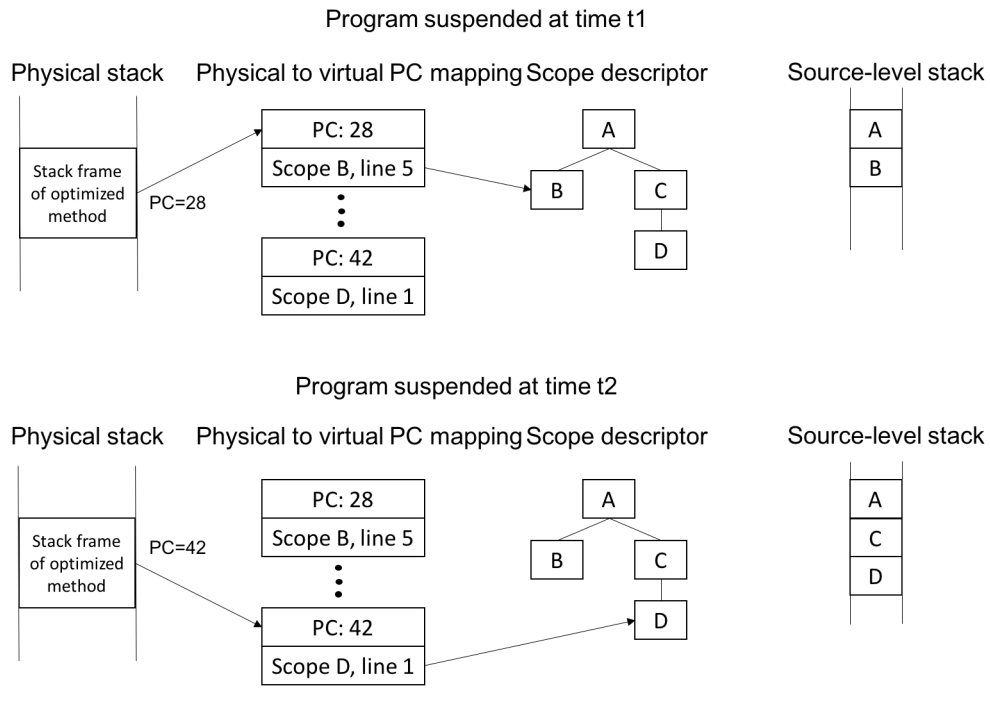 Program suspended at time t1
Physical stack
Physical to virtual PC mapping
Scope descriptor
Source-level stack
Stack frame
of optimized
method
PC=28
PC: 28
Scope B, line 5
PC: 42
Scope D, line 1
A
B
C
D
A
B
Program suspended at time t2
Physical stack
Physical to virtual PC mapping
Scope descriptor
Source-level stack
Stack frame
of optimized
method
PC=42
PC: 28
Scope B, line 5
PC: 42
Scope D, line 1
A
B
C
D
A
C
D